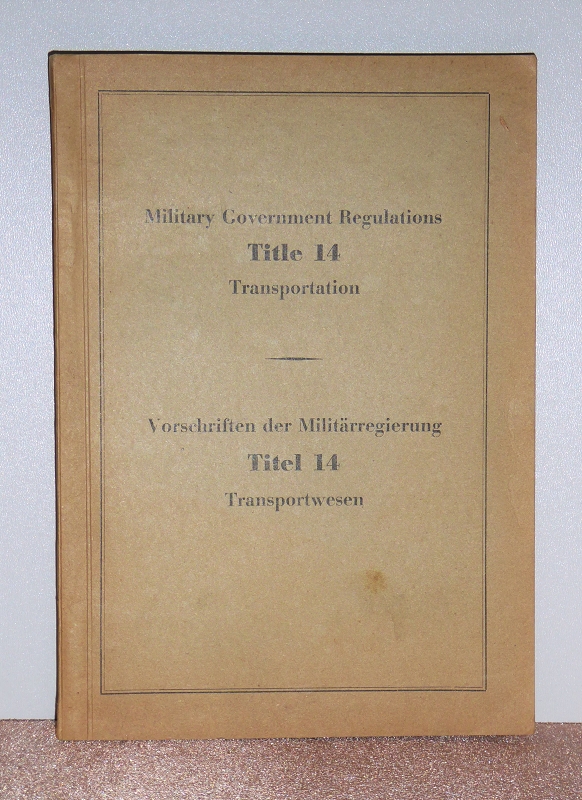 Military Government Regulations
Title 14
Transportation
Vorschriften der Militärregierung
Titel 14
Transportwesen